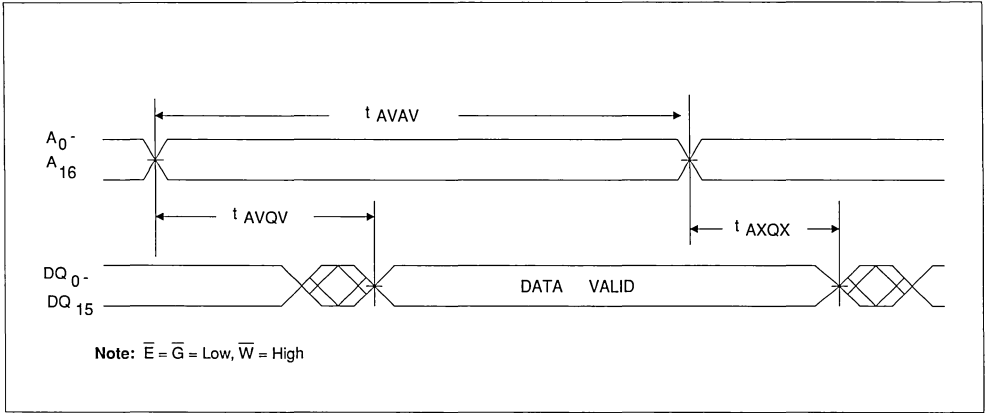 t AVAV
A0 -
A16
t AVQV
t AXQX
DQ 0 -
DQ 15
DATA VALID
Note: E̅ = G̅ = Low, W̅ = High